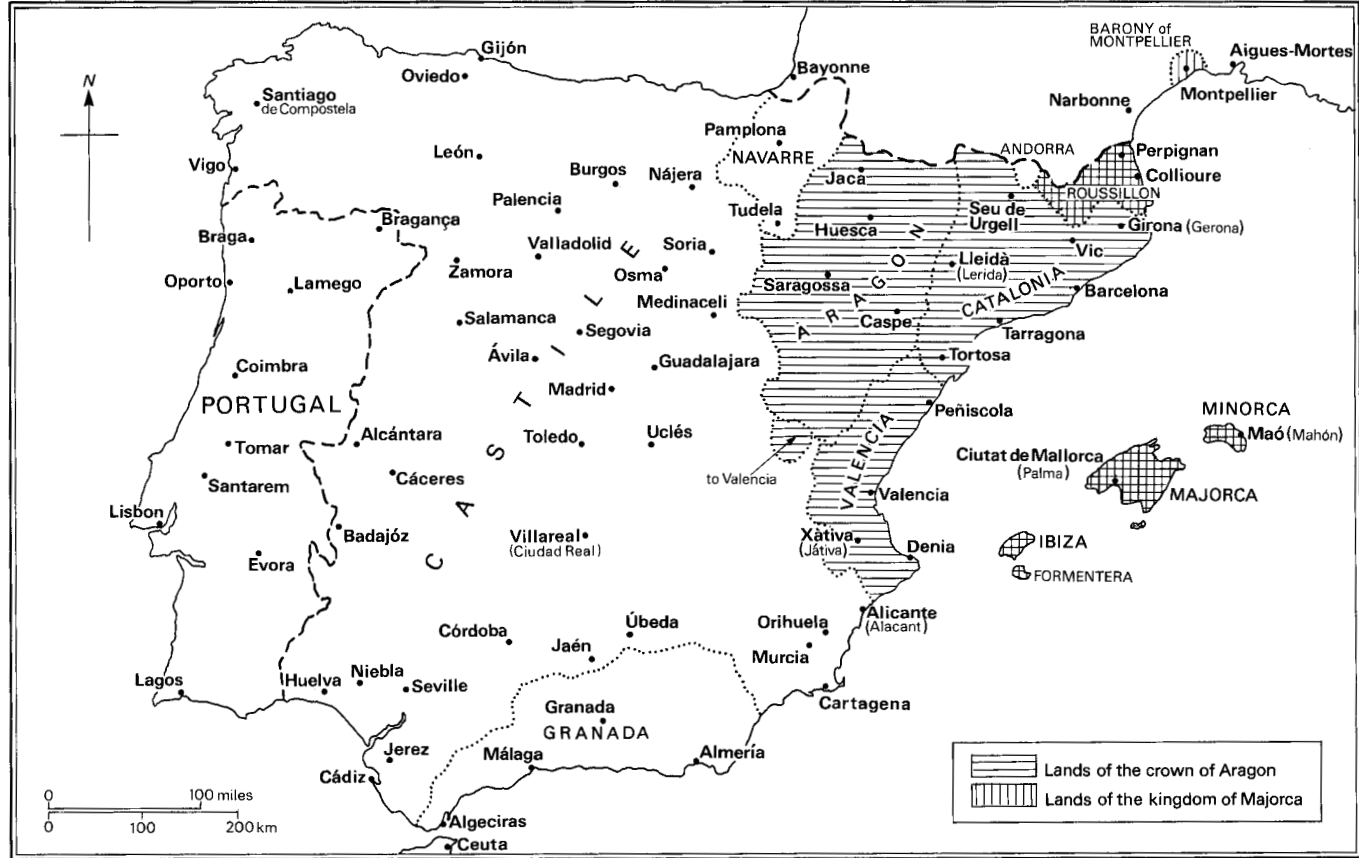 BARONY of
MONTPELLIER
Aigues-Mortes
Montpellier
Gijón
Oviedo
Bayonne
N
Santiago
de Compostela
Narbonne
Pamplona
NAVARRE
ANDORRA
Perpignan
León
Vigo
Burgos
Nájera
Jaca
Collioure
ROUSSILLON
Palencia
Tudela
Seu de
Urgell
Bragança
Huesca
Girona (Gerona)
Braga
Valladolid
Soria
Vic
Zamora
Osma
Lleidà
(Lerida)
Oporto
Lamego
Saragossa
Barcelona
Medinaceli
CATALONIA
ARAGON
Salamanca
Segovia
Caspe
Tarragona
Ávila
Guadalajara
Tortosa
Coimbra
Madrid
CASTILE
PORTUGAL
Peñiscola
MINORCA
Alcántara
Toledo
Uclés
Maó (Mahón)
Tomar
VALENCIA
Ciutat de Mallorca
(Palma)
Cáceres
to Valencia
Santarem
MAJORCA
Valencia
Lisbon
Badajóz
Villareal
(Ciudad Real)
Xàtiva
(Játiva)
Denia
IBIZA
Evora
FORMENTERA
Alicante
(Alacant)
Córdoba
Úbeda
Orihuela
Jaén
Murcia
Lagos
Huelva
Niebla
Seville
Cartagena
Granada
GRANADA
Jerez
Málaga
Almería
Cádiz
Lands of the crown of Aragon
Lands of the kingdom of Majorca
0 100 miles
0 100 200 km
Algeciras
Ceuta